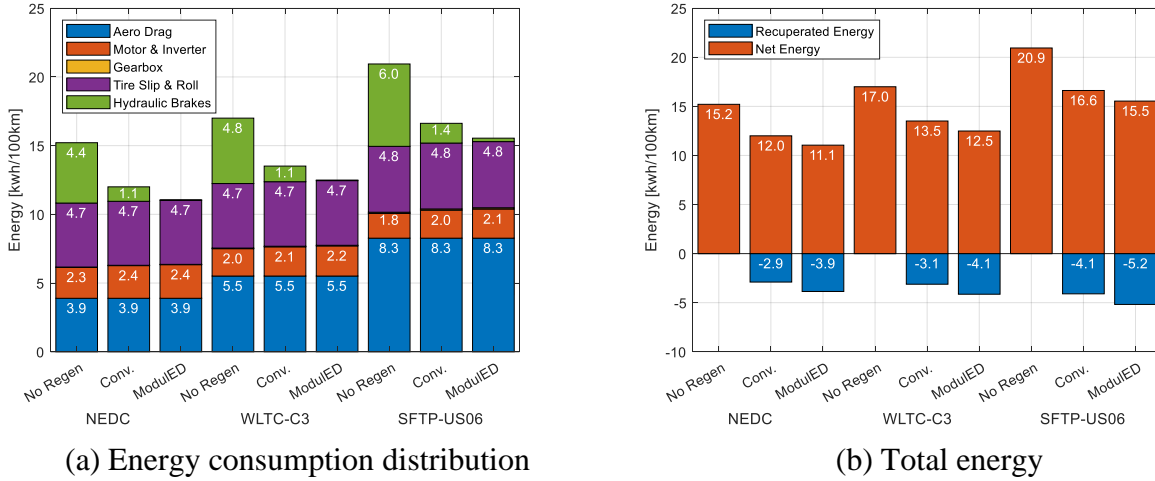 Energy [kwh/100km]
25
20
15
10
5
0
Aero Drag
Motor & Inverter
Gearbox
Tire Slip & Roll
Hydraulic Brakes
4.4
4.7
2.3
3.9
1.1
4.7
2.4
3.9
4.7
2.4
3.9
4.8
4.7
2.0
5.5
1.1
4.7
2.1
5.5
4.7
2.2
5.5
6.0
4.8
1.8
8.3
1.4
4.8
2.0
8.3
4.8
2.1
8.3
No Regen
Conv.
ModulED
No Regen
Conv.
ModulED
No Regen
Conv.
ModulED
NEDC WLTC-C3 SFTP-US06
(a) Energy consumption distribution
Energy [kwh/100km]
25
20
15
10
5
0
-5
-10
Recuperated Energy
Net Energy
15.2
12.0
11.1
17.0
13.5
12.5
20.9
16.6
15.5
-2.9
-3.9
-3.1
-4.1
-4.1
-5.2
No Regen
Conv.
ModulED
No Regen
Conv.
ModulED
No Regen
Conv.
ModulED
NEDC WLTC-C3 SFTP-US06
(b) Total energy